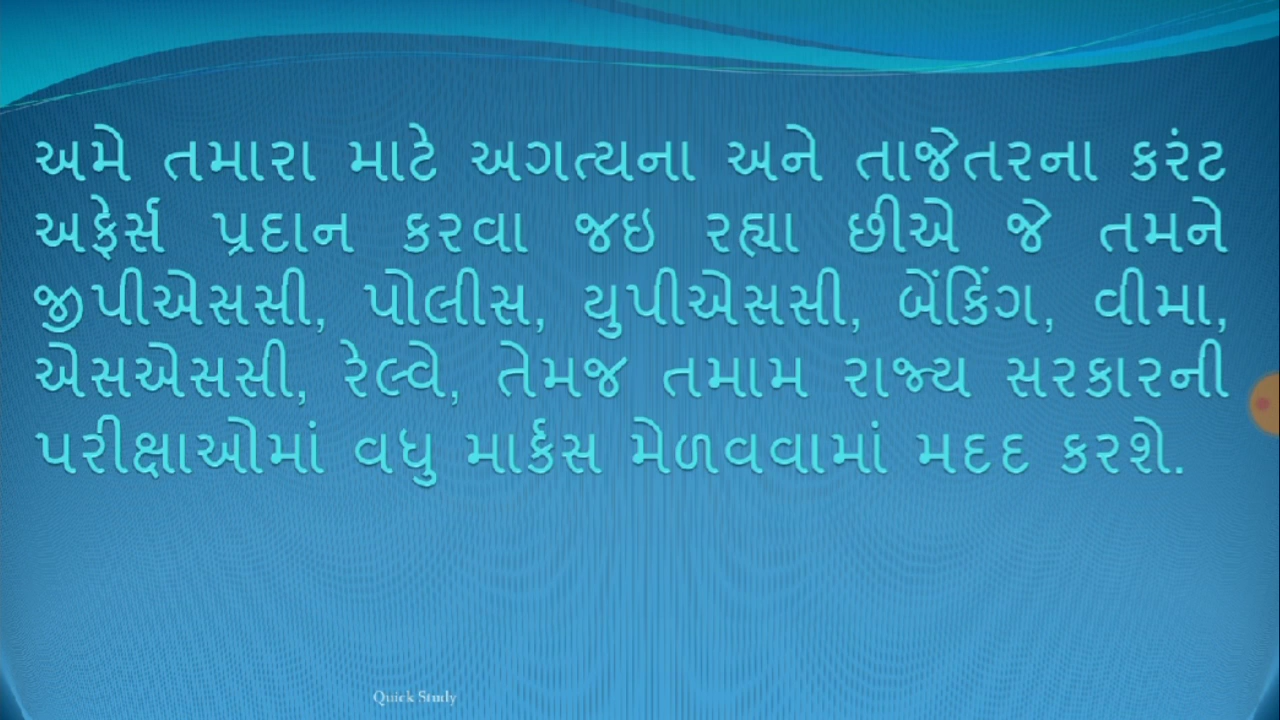 અમે તમારા માટે અગત્યના અને તાજેતરના કરંટ
અફેર્સ પ્રદાન કરવા જઇ રહ્યા છીએ જે તમને
જીપીએસસી, પોલીસ, યુપીએસસી, બેંકિંગ, વીમા,
એસએસસી, રેલ્વે, તેમજ તમામ રાજ્ય સરકારની
પરીક્ષાઓમાં વધુ માર્કસ મેળવવામાં મદદ કરશે.
Quick Study